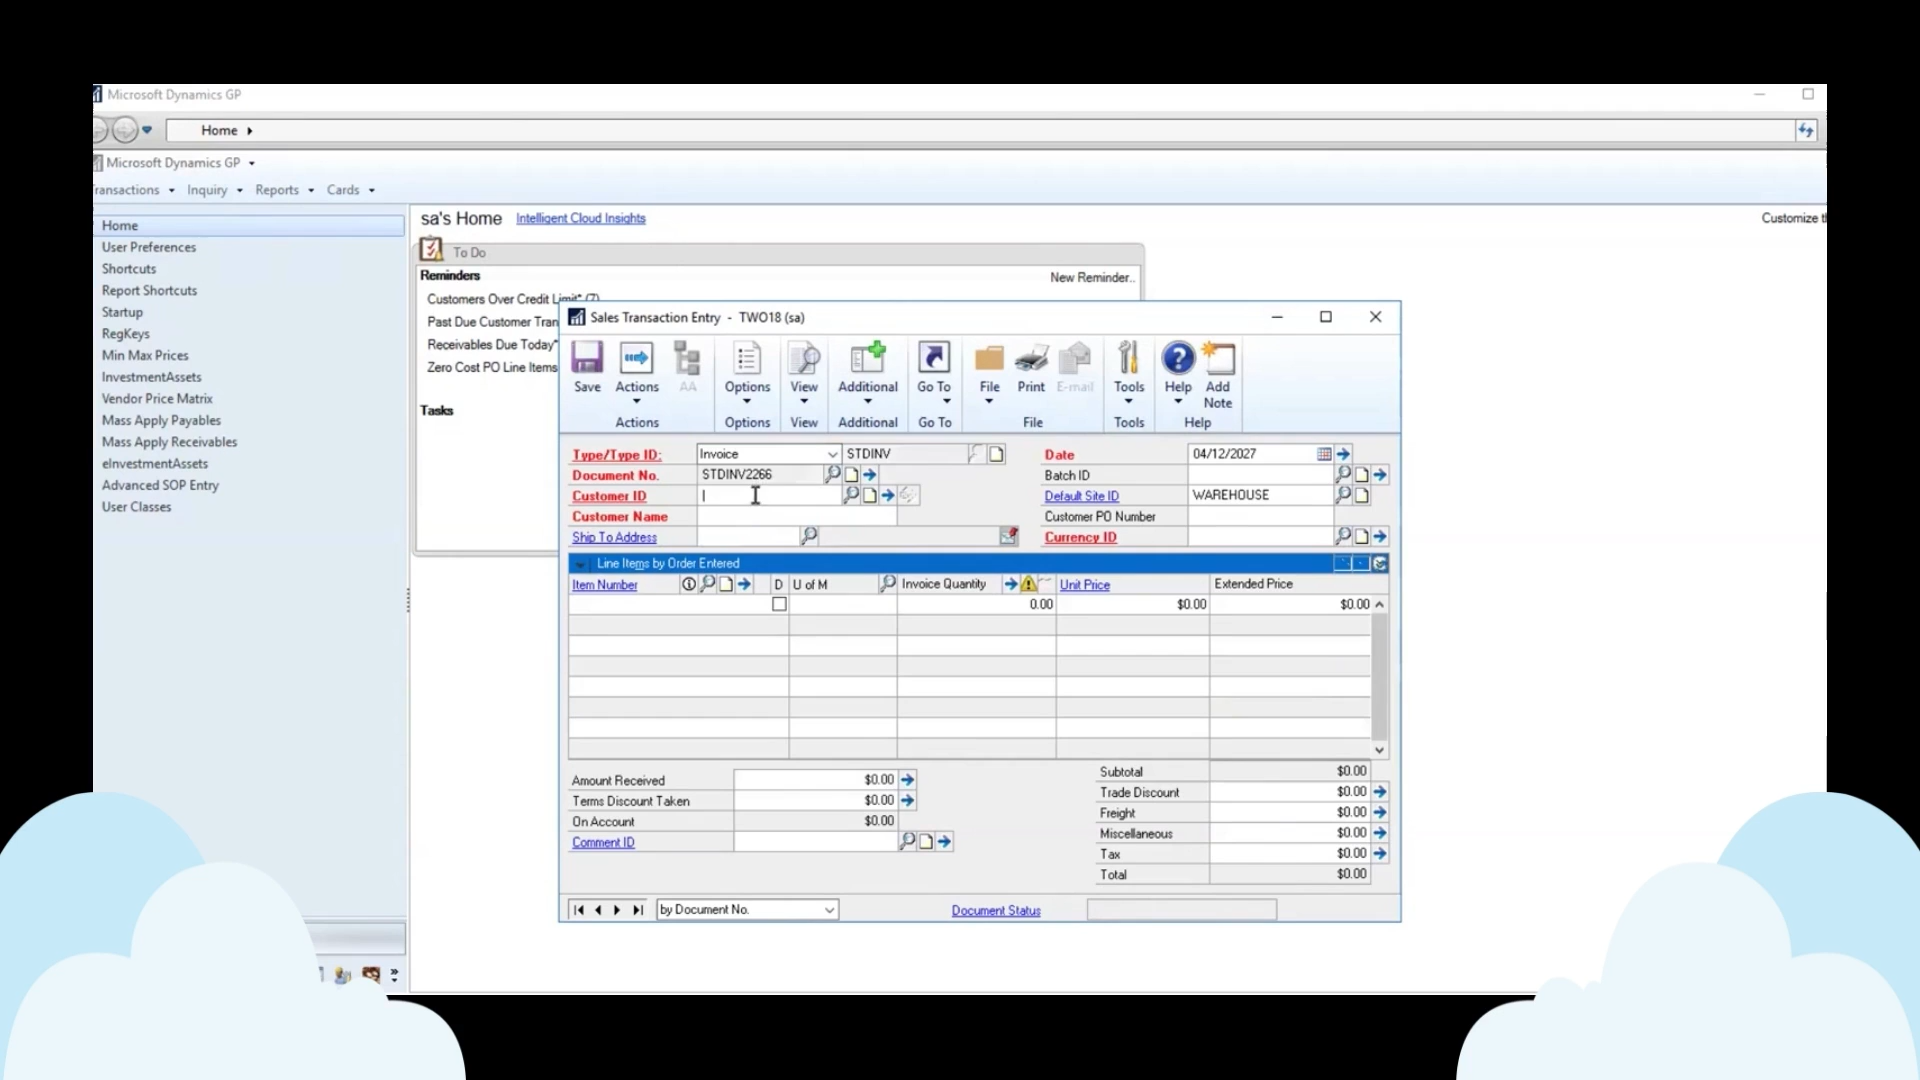 Microsoft Dynamics GP
Home
Microsoft Dynamics GP
ransactions Inquiry Reports Cards
Home
User Preferences
Shortcuts
Report Shortcuts
Startup
RegKeys
Min Max Prices
InvestmentAssets
Vendor Price Matrix
Mass Apply Payables
Mass Apply Receivables
eInvestmentAssets
Advanced SOP Entry
User Classes
sa's Home Intelligent Cloud Insights Customize t
To Do
Reminders New Reminder..
Customers Over Credit Limit* (7)
Past Due Customer Tran
Receivables Due Today*
Zero Cost PO Line Items
Tasks
Sales Transaction Entry - TWO18 (sa)
Save Actions AA Options View Additional Go To File Print E-mail Tools Help Add Note
Actions Options View Additional Go To File Tools Help
Type/Type ID: Invoice STDINV Date 04/12/2027
Document No. STDINV2266 Batch ID
Customer ID Default Site ID WAREHOUSE
Customer Name Customer PO Number
Ship To Address Currency ID
Line Items by Order Entered
Item Number D U of M Invoice Quantity Unit Price Extended Price
0.00 $0.00 $0.00
Amount Received $0.00
Terms Discount Taken $0.00
On Account $0.00
Comment ID
Subtotal $0.00
Trade Discount $0.00
Freight $0.00
Miscellaneous $0.00
Tax $0.00
Total $0.00
by Document No. Document Status